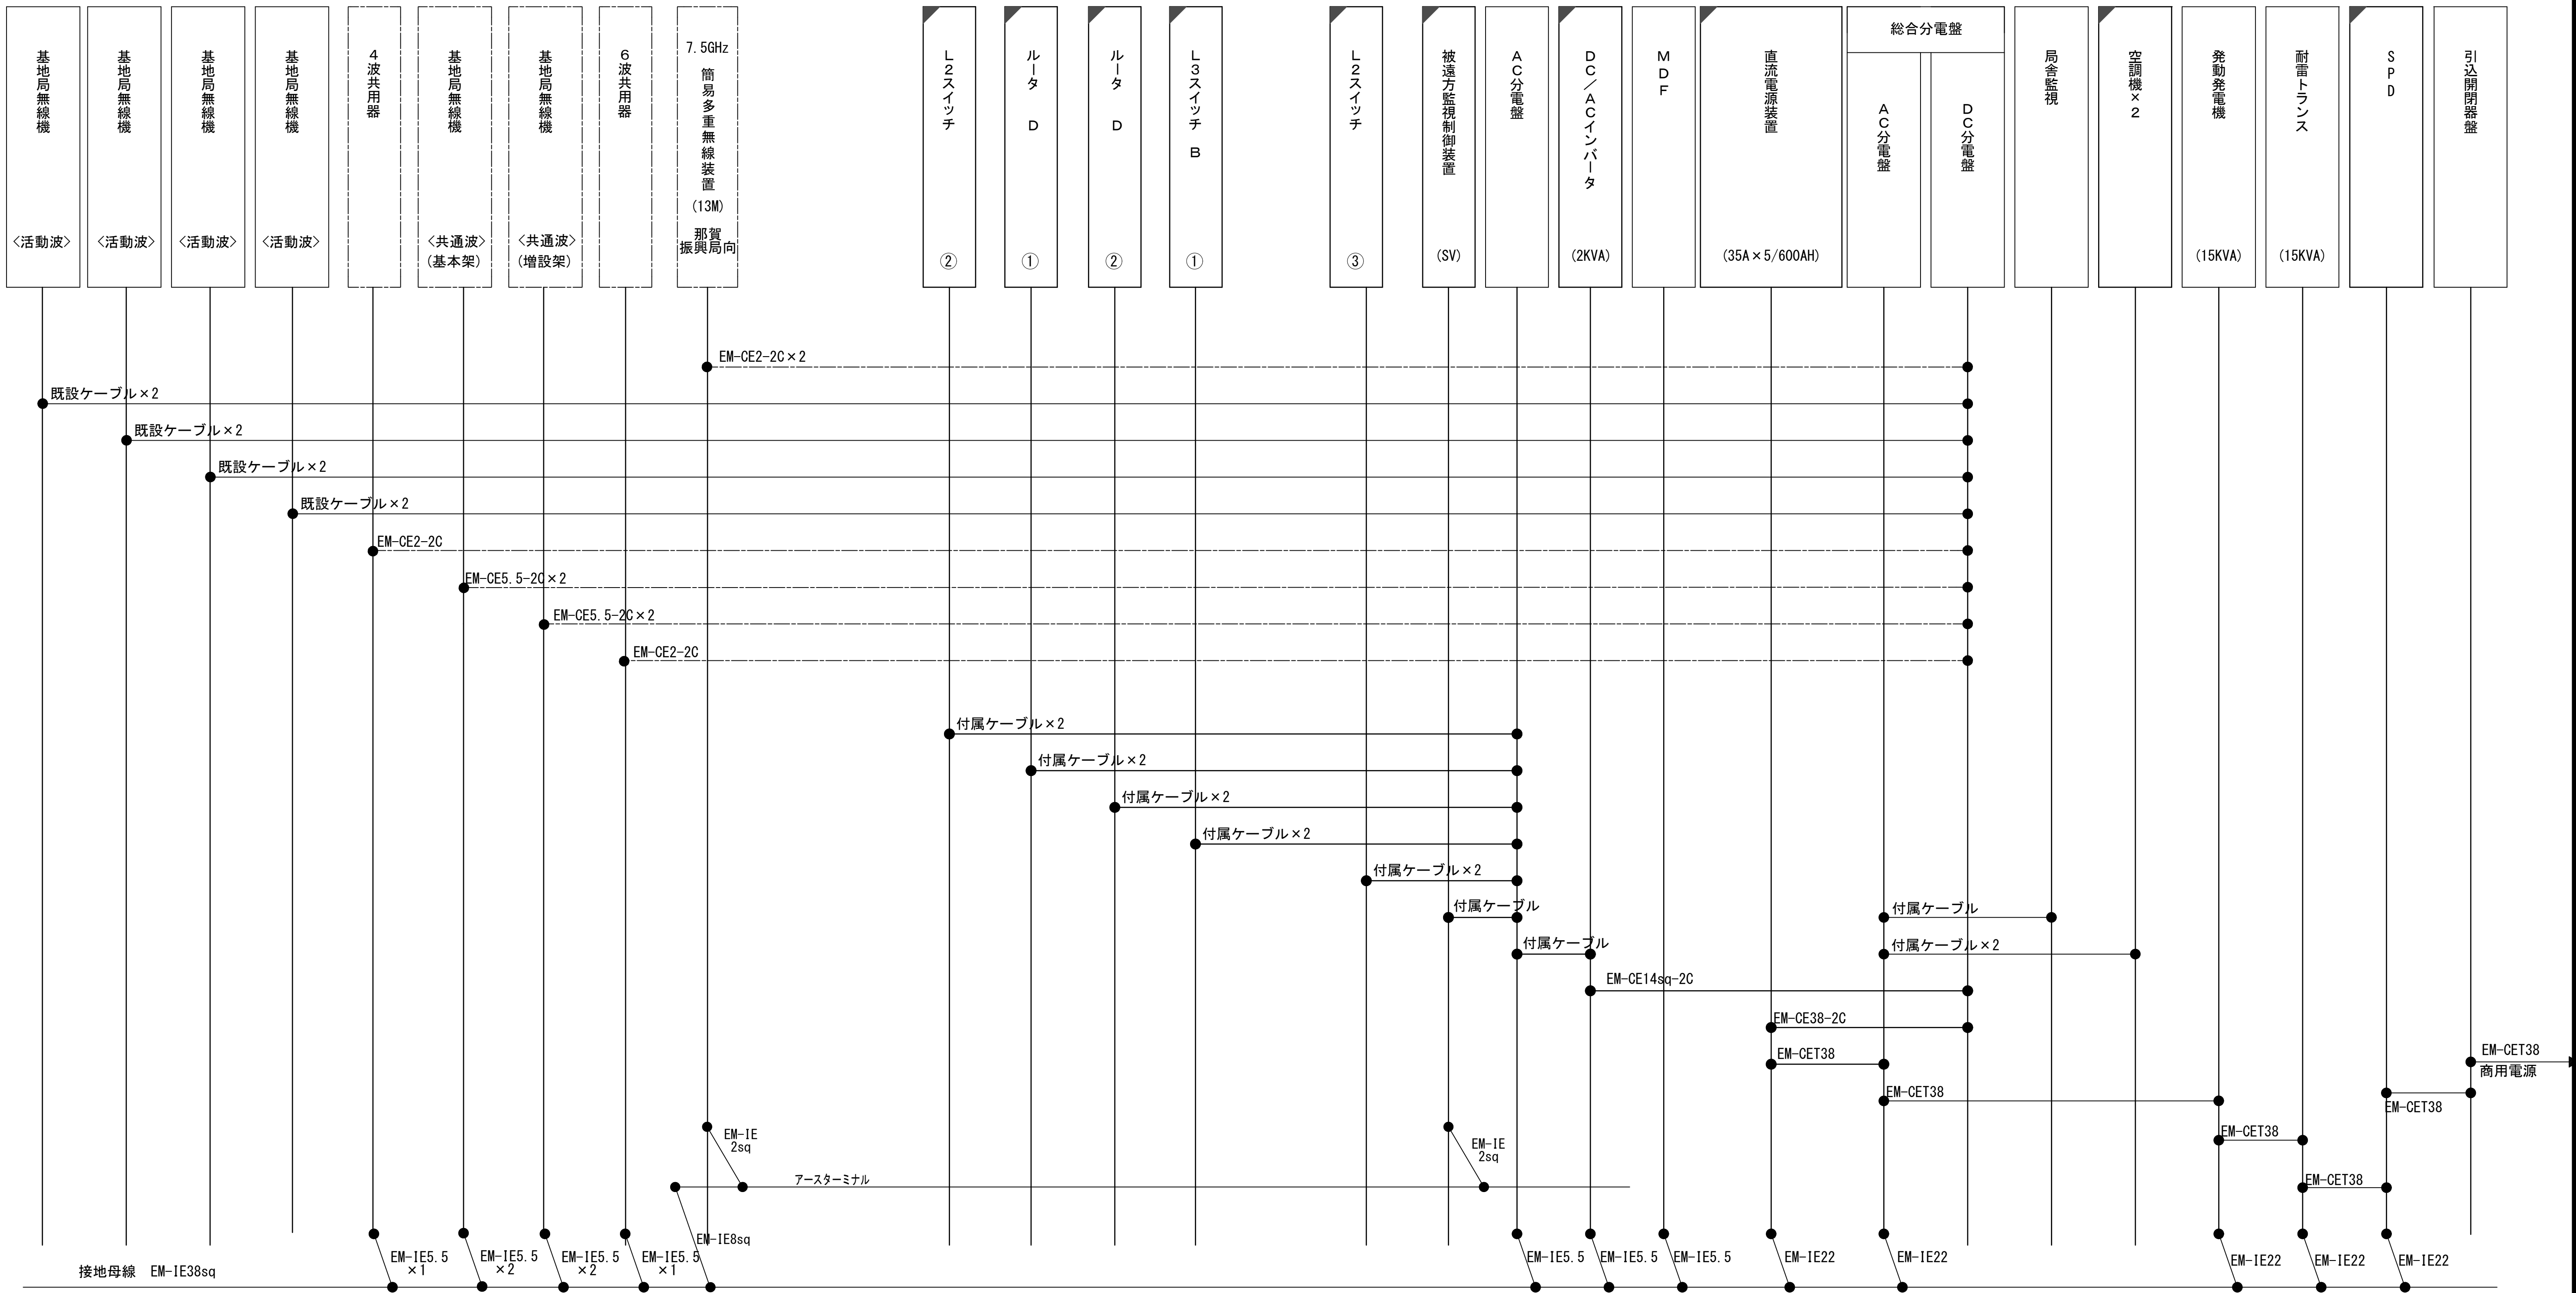 基地局無線機
〈活動波〉
基地局無線機
〈活動波〉
基地局無線機
〈活動波〉
基地局無線機
〈活動波〉
4波共用器
基地局無線機
〈共通波〉
(基本架)
基地局無線機
〈共通波〉
(増設架)
6波共用器
7.5GHz
簡易多重無線装置
(13M)
那賀
振興局向
L2スイッチ
②
ルータ D
①
ルータ D
②
L3スイッチ B
①
L2スイッチ
③
被遠方監視制御装置
(SV)
AC分電盤
DC/ACインバータ
(2KVA)
MDF
直流電源装置
(35A×5/600AH)
総合分電盤
AC分電盤
DC分電盤
局舎監視
空調機×2
発動発電機
(15KVA)
耐雷トランス
(15KVA)
SPD
引込開閉器盤
EM-CE2-2C×2
既設ケーブル×2
既設ケーブル×2
既設ケーブル×2
既設ケーブル×2
EM-CE2-2C
EM-CE5.5-2C×2
EM-CE5.5-2C×2
EM-CE2-2C
付属ケーブル×2
付属ケーブル×2
付属ケーブル×2
付属ケーブル×2
付属ケーブル×2
付属ケーブル
付属ケーブル
付属ケーブル
付属ケーブル×2
EM-CE14sq-2C
EM-CE38-2C
EM-CET38
EM-CET38
商用電源
EM-CET38
EM-CET38
EM-CET38
EM-CET38
EM-IE
2sq
EM-IE
2sq
アースターミナル
EM-IE8sq
接地母線 EM-IE38sq
EM-IE5.5
×1
EM-IE5.5
×2
EM-IE5.5
×2
EM-IE5.5
×1
EM-IE5.5
EM-IE5.5
EM-IE5.5
EM-IE22
EM-IE22
EM-IE22
EM-IE22
EM-IE22